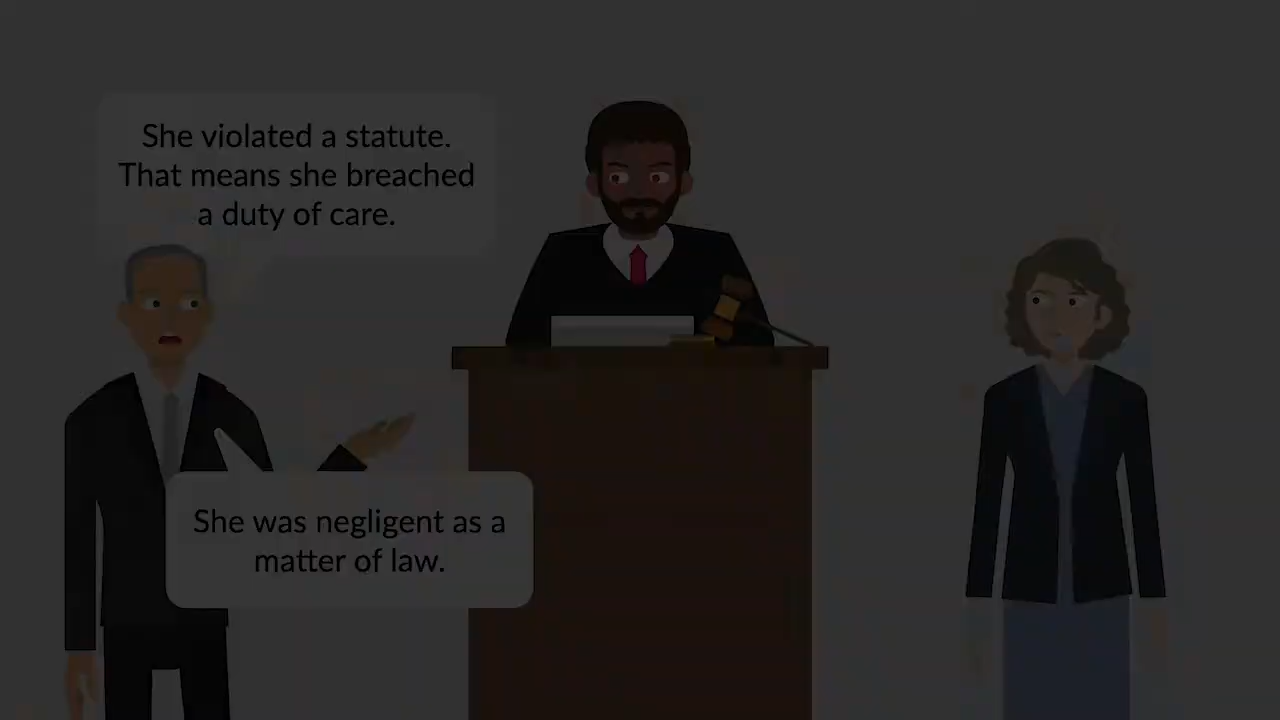 She violated a statute.
That means she breached
a duty of care.
She was negligent as a
matter of law.